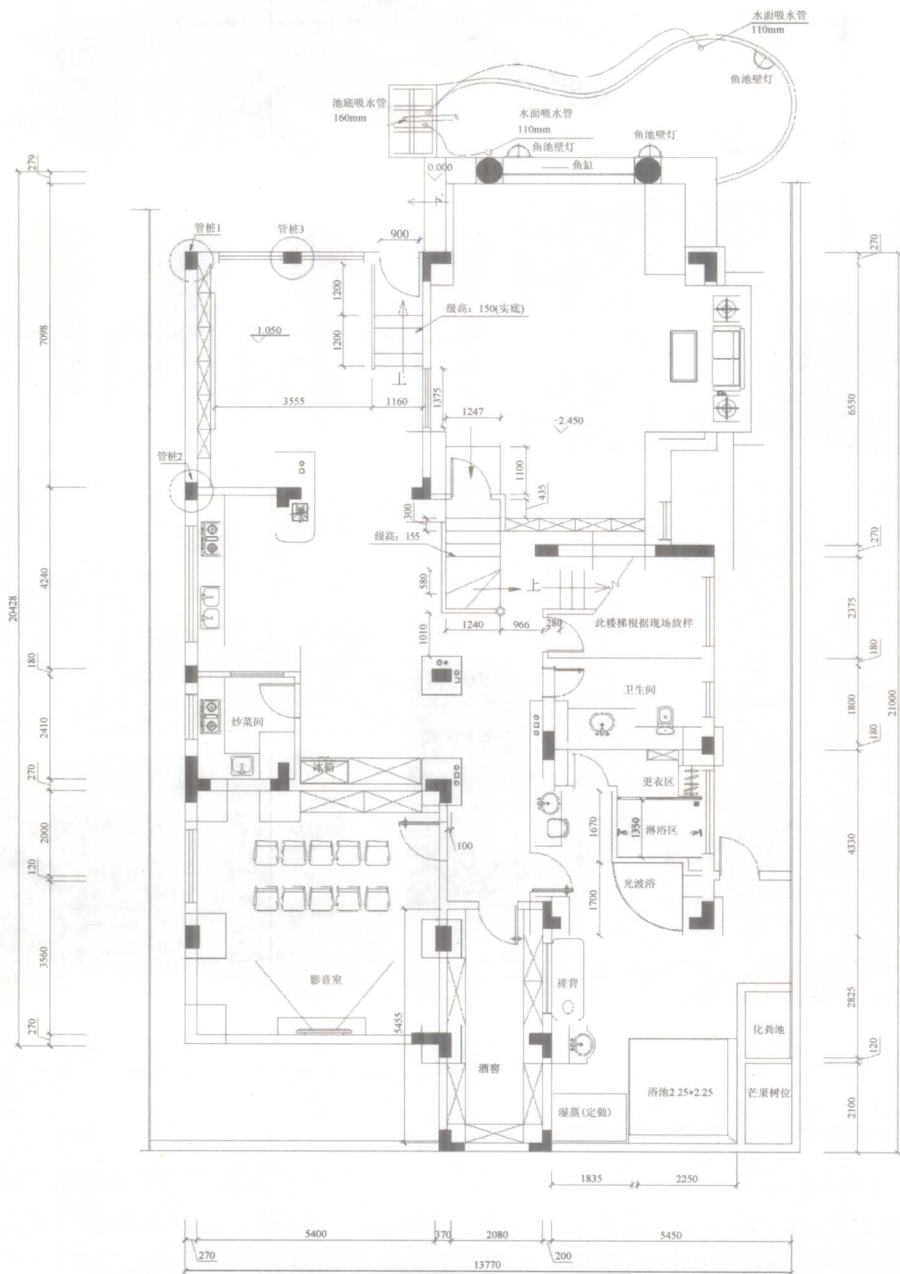 水面吸水管
110mm
鱼池壁灯
池底吸水管
160mm
水面吸水管
110mm
鱼池壁灯
鱼池壁灯
鱼缸
0.000
279
管桩1
管桩3
900
270
1200
级高：150(实底)
1.050
1200
7098
上
3555
1160
1375
1247
-2.450
6550
管桩2
1100
435
300
级高：155
270
580
上
4240
20428
2375
1240
966
280
此楼梯根据现场放样
1010
180
180
卫生间
1800
21000
炒菜间
2410
180
冰箱
更衣区
270
1670
1350
淋浴区
2000
100
4330
120
光波浴
1700
3560
影音室
搓背
2825
5455
化粪池
270
120
酒窖
浴池2.25*2.25
芒果树位
湿蒸(定做)
2100
1835
2250
5400
370
2080
5450
270
200
13770